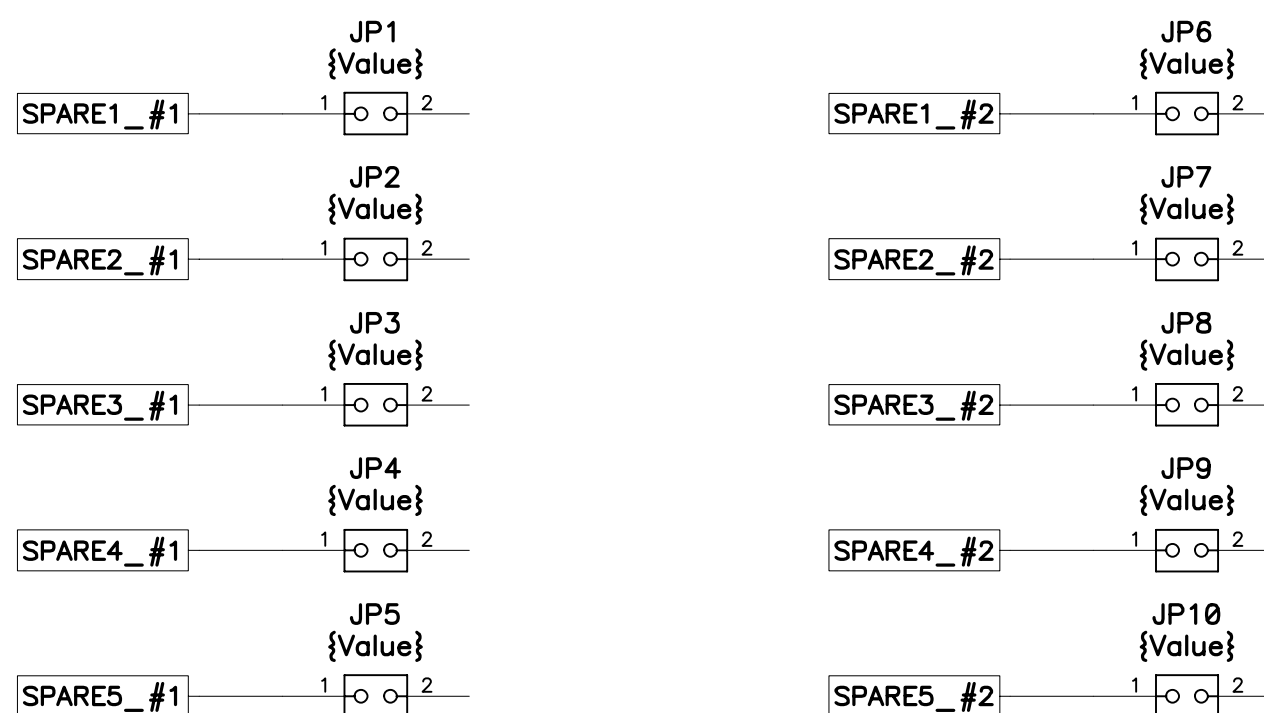 JP1
{Value}
SPARE1_#1 1 2
JP2
{Value}
SPARE2_#1 1 2
JP3
{Value}
SPARE3_#1 1 2
JP4
{Value}
SPARE4_#1 1 2
JP5
{Value}
SPARE5_#1 1 2
JP6
{Value}
SPARE1_#2 1 2
JP7
{Value}
SPARE2_#2 1 2
JP8
{Value}
SPARE3_#2 1 2
JP9
{Value}
SPARE4_#2 1 2
JP10
{Value}
SPARE5_#2 1 2